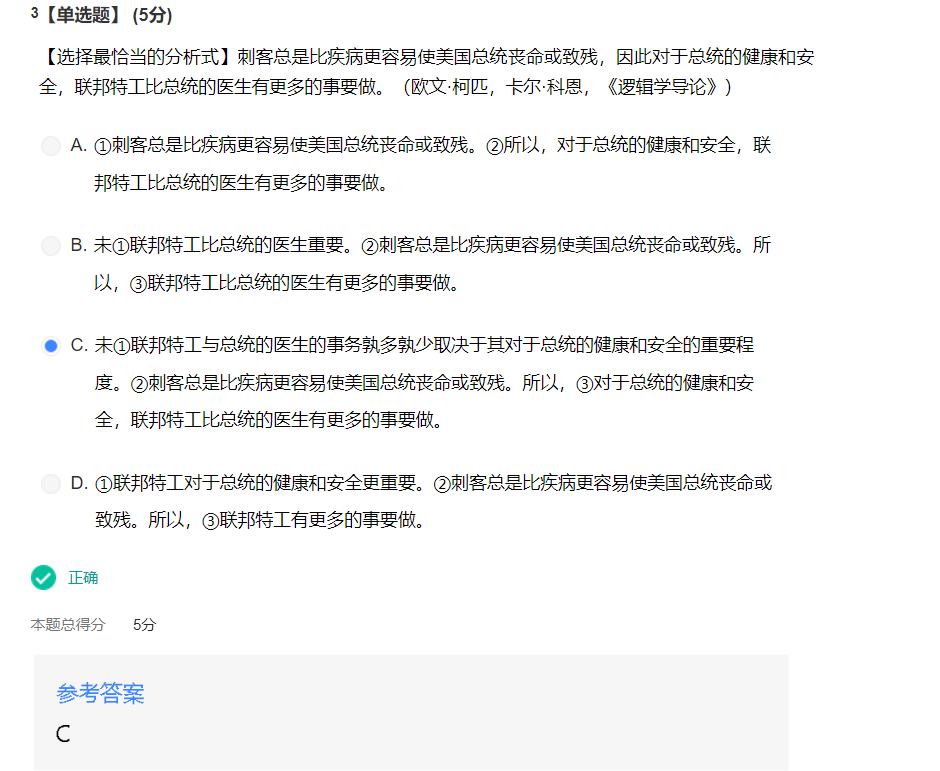 3【单选题】 (5分)
【选择最恰当的分析式】刺客总是比疾病更容易使美国总统丧命或致残，因此对于总统的健康和安
全，联邦特工比总统的医生有更多的事要做。（欧文·柯匹，卡尔·科恩，《逻辑学导论》）
A. ①刺客总是比疾病更容易使美国总统丧命或致残。②所以，对于总统的健康和安全，联
邦特工比总统的医生有更多的事要做。
B. 未①联邦特工比总统的医生重要。②刺客总是比疾病更容易使美国总统丧命或致残。所
以，③联邦特工比总统的医生有更多的事要做。
C. 未①联邦特工与总统的医生的事务孰多孰少取决于其对于总统的健康和安全的重要程
度。②刺客总是比疾病更容易使美国总统丧命或致残。所以，③对于总统的健康和安
全，联邦特工比总统的医生有更多的事要做。
D. ①联邦特工对于总统的健康和安全更重要。②刺客总是比疾病更容易使美国总统丧命或
致残。所以，③联邦特工有更多的事要做。
正确
本题总得分 5分
参考答案
C